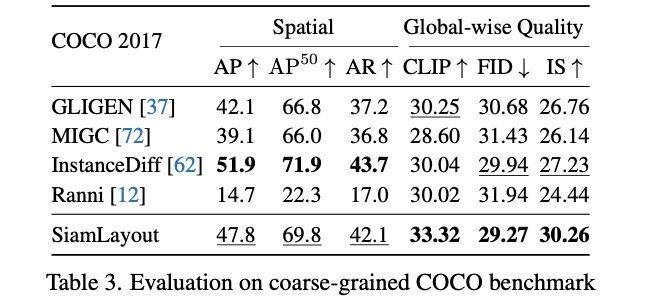 COCO 2017 Spatial Global-wise Quality
AP ↑ AP⁵⁰ ↑ AR ↑ CLIP ↑ FID ↓ IS ↑
GLIGEN [37] 42.1 66.8 37.2 30.25 30.68 26.76
MIGC [72] 39.1 66.0 36.8 28.60 31.43 26.14
InstanceDiff [62] 51.9 71.9 43.7 30.04 29.94 27.23
Ranni [12] 14.7 22.3 17.0 30.02 31.94 24.44
SiamLayout 47.8 69.8 42.1 33.32 29.27 30.26
Table 3. Evaluation on coarse-grained COCO benchmark